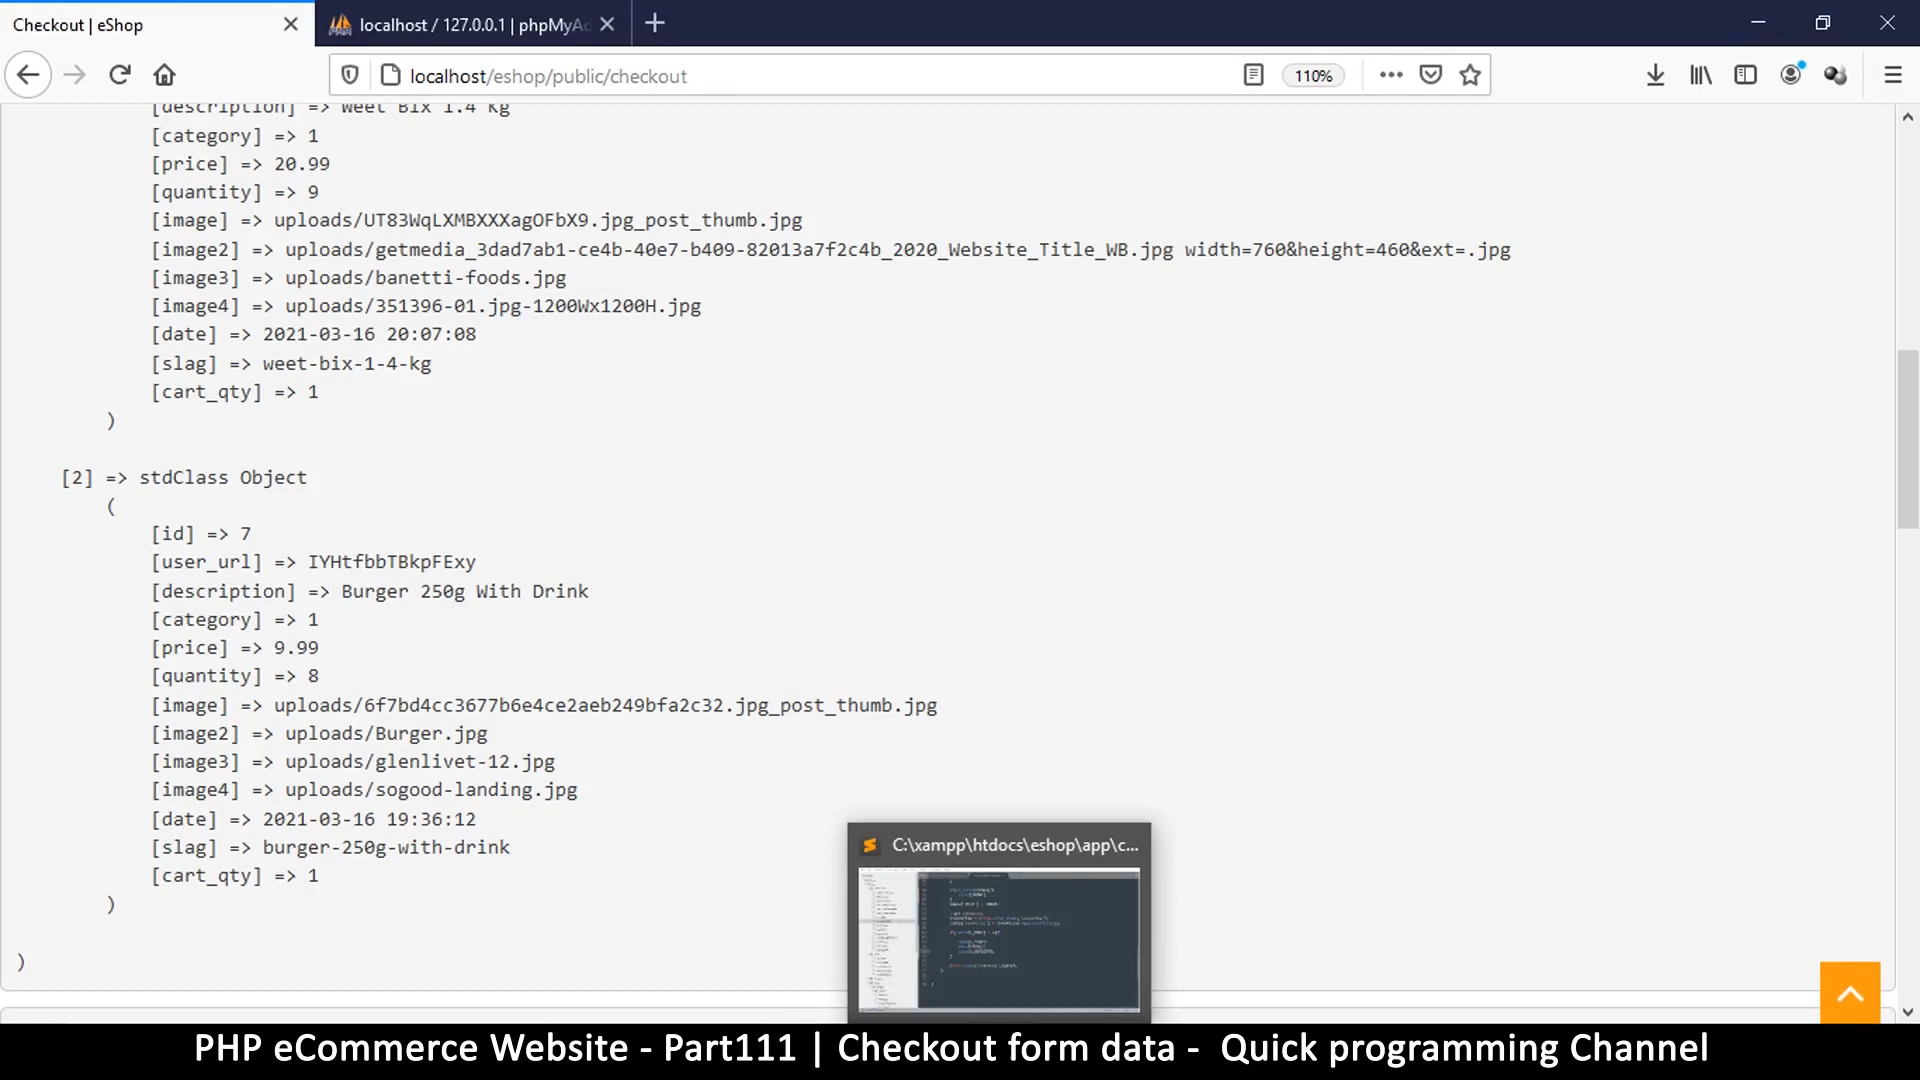 Checkout | eShop
localhost / 127.0.0.1 | phpMyAd
localhost/eshop/public/checkout
110%
[description] => Weet Bix 1.4 kg
[category] => 1
[price] => 20.99
[quantity] => 9
[image] => uploads/UT83WqLXMBXXXagOFbX9.jpg_post_thumb.jpg
[image2] => uploads/getmedia_3dad7ab1-ce4b-40e7-b409-82013a7f2c4b_2020_Website_Title_WB.jpg width=760&height=460&ext=.jpg
[image3] => uploads/banetti-foods.jpg
[image4] => uploads/351396-01.jpg-1200Wx1200H.jpg
[date] => 2021-03-16 20:07:08
[slag] => weet-bix-1-4-kg
[cart_qty] => 1
)
[2] => stdClass Object
(
[id] => 7
[user_url] => IYHtfbbTBkpFExy
[description] => Burger 250g With Drink
[category] => 1
[price] => 9.99
[quantity] => 8
[image] => uploads/6f7bd4cc3677b6e4ce2aeb249bfa2c32.jpg_post_thumb.jpg
[image2] => uploads/Burger.jpg
[image3] => uploads/glenlivet-12.jpg
[image4] => uploads/sogood-landing.jpg
[date] => 2021-03-16 19:36:12
[slag] => burger-250g-with-drink
[cart_qty] => 1
)
)
C:\xampp\htdocs\eshop\app\c...
PHP eCommerce Website - Part111 | Checkout form data - Quick programming Channel